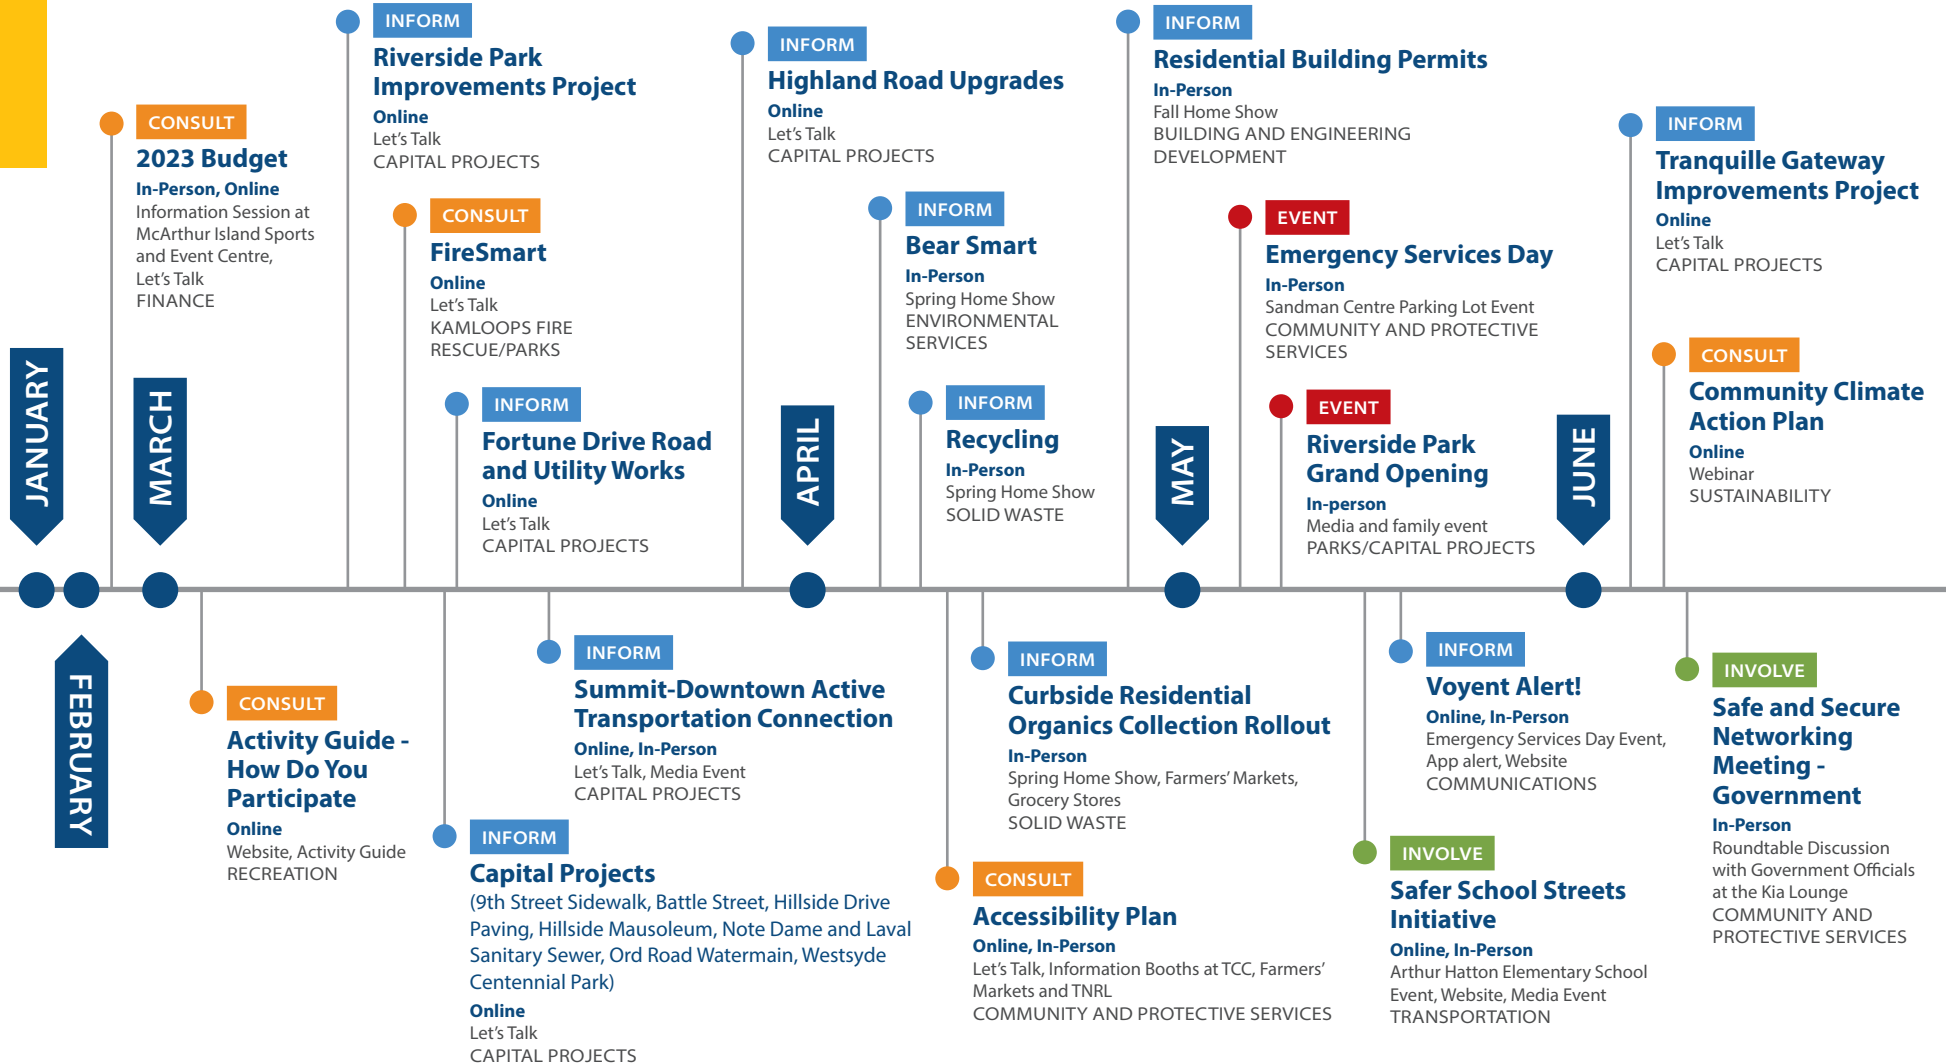 JANUARY
FEBRUARY
CONSULT
2023 Budget
In-Person, Online
Information Session at
McArthur Island Sports
and Event Centre,
Let's Talk
FINANCE
MARCH
CONSULT
Activity Guide -
How Do You
Participate
Online
Website, Activity Guide
RECREATION
INFORM
Riverside Park
Improvements Project
Online
Let's Talk
CAPITAL PROJECTS
CONSULT
FireSmart
Online
Let's Talk
KAMLOOPS FIRE
RESCUE/PARKS
INFORM
Capital Projects
(9th Street Sidewalk, Battle Street, Hillside Drive
Paving, Hillside Mausoleum, Note Dame and Laval
Sanitary Sewer, Ord Road Watermain, Westsyde
Centennial Park)
Online
Let's Talk
CAPITAL PROJECTS
INFORM
Fortune Drive Road
and Utility Works
Online
Let's Talk
CAPITAL PROJECTS
INFORM
Summit-Downtown Active
Transportation Connection
Online, In-Person
Let's Talk, Media Event
CAPITAL PROJECTS
INFORM
Highland Road Upgrades
Online
Let's Talk
CAPITAL PROJECTS
APRIL
INFORM
Bear Smart
In-Person
Spring Home Show
ENVIRONMENTAL
SERVICES
INFORM
Recycling
In-Person
Spring Home Show
SOLID WASTE
CONSULT
Accessibility Plan
Online, In-Person
Let's Talk, Information Booths at TCC, Farmers'
Markets and TNRL
COMMUNITY AND PROTECTIVE SERVICES
INFORM
Curbside Residential
Organics Collection Rollout
In-Person
Spring Home Show, Farmers' Markets,
Grocery Stores
SOLID WASTE
INFORM
Residential Building Permits
In-Person
Fall Home Show
BUILDING AND ENGINEERING
DEVELOPMENT
MAY
EVENT
Emergency Services Day
In-Person
Sandman Centre Parking Lot Event
COMMUNITY AND PROTECTIVE
SERVICES
EVENT
Riverside Park
Grand Opening
In-person
Media and family event
PARKS/CAPITAL PROJECTS
INVOLVE
Safer School Streets
Initiative
Online, In-Person
Arthur Hatton Elementary School
Event, Website, Media Event
TRANSPORTATION
INFORM
Voyent Alert!
Online, In-Person
Emergency Services Day Event,
App alert, Website
COMMUNICATIONS
JUNE
INFORM
Tranquille Gateway
Improvements Project
Online
Let's Talk
CAPITAL PROJECTS
CONSULT
Community Climate
Action Plan
Online
Webinar
SUSTAINABILITY
INVOLVE
Safe and Secure
Networking
Meeting -
Government
In-Person
Roundtable Discussion
with Government Officials
at the Kia Lounge
COMMUNITY AND
PROTECTIVE SERVICES